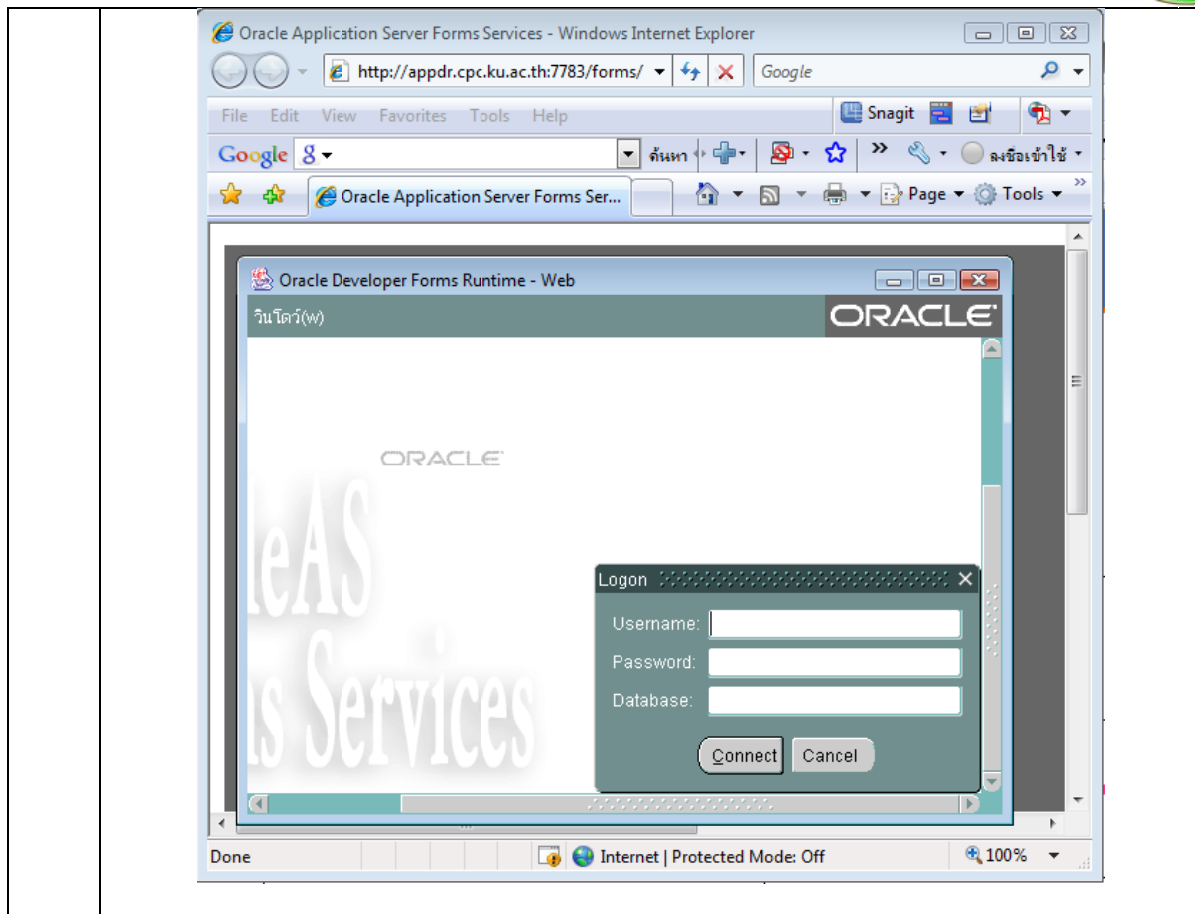 Oracle Application Server Forms Services - Windows Internet Explorer
http://appdr.cpc.ku.ac.th:7783/forms/
Google
File Edit View Favorites Tools Help
Snagit
Google
ค้นหา
ลงชื่อเข้าใช้
Oracle Application Server Forms Ser...
Page Tools
Oracle Developer Forms Runtime - Web
วินโดว์(w)
ORACLE
ORACLE
leAS
s Services
Logon
Username:
Password:
Database:
Connect Cancel
Done
Internet | Protected Mode: Off
100%